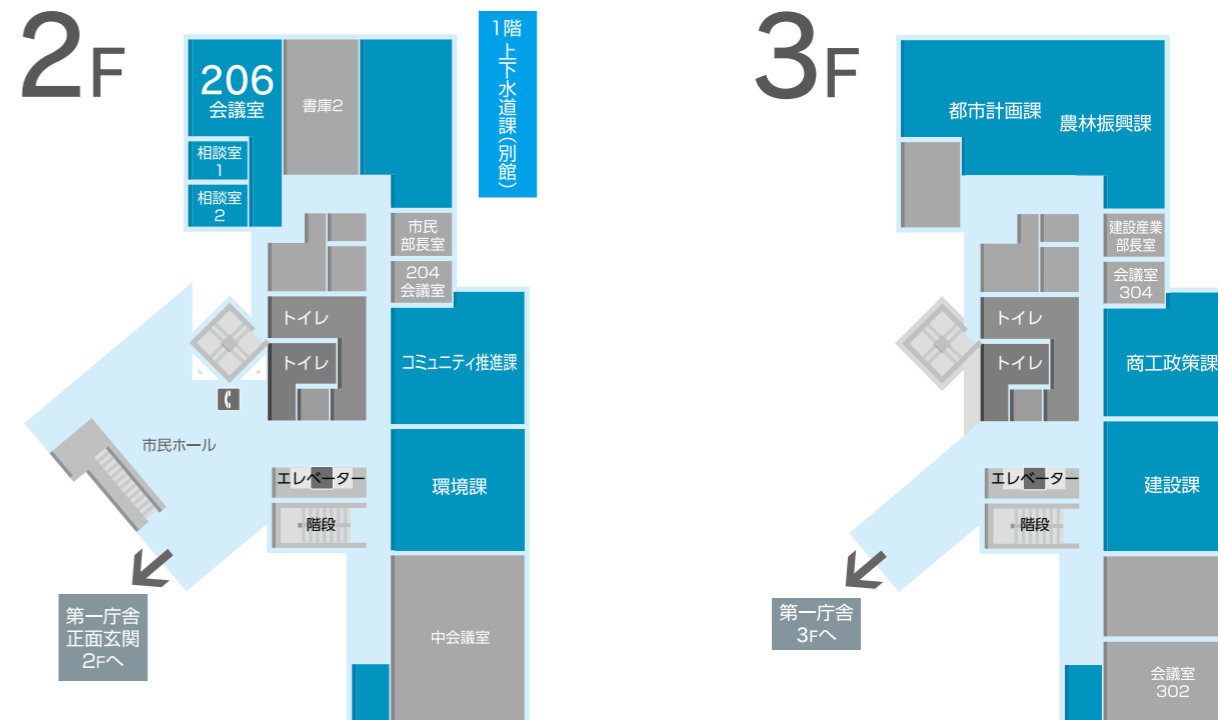 2F
206
会議室
書庫2
相談室
1
相談室
2
1階 上下水道課(別館)
市民
部長室
204
会議室
トイレ
トイレ
コミュニティ推進課
市民ホール
エレベーター
環境課
階段
第一庁舎
正面玄関
2Fへ
中会議室
3F
都市計画課
農林振興課
建設産業
部長室
会議室
304
トイレ
トイレ
商工政策課
エレベーター
建設課
階段
第一庁舎
3Fへ
会議室
302